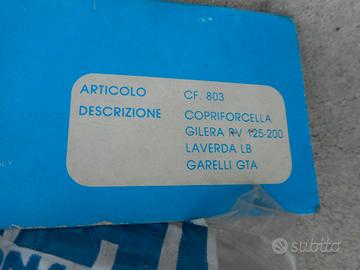 ARTICOLO CF. 803
DESCRIZIONE COPRIFORCELLA
GILERA RV 125-200
LAVERDA LB
GARELLI GTA
subito